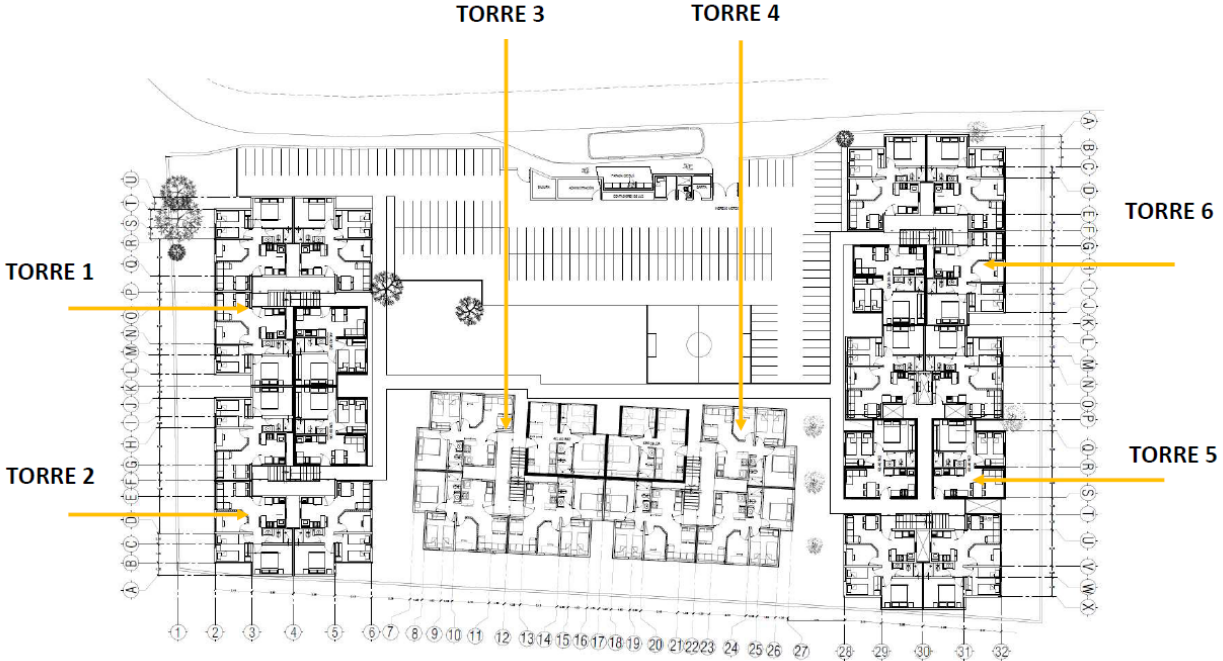 TORRE 3
TORRE 4
TORRE 6
TORRE 1
TORRE 5
TORRE 2
U
T
S
R
Q
P
O
N
M
L
K
J
I
H
G
F
E
D
C
B
A
A
B
C
D
E
F
G
H
I
K
L
M
N
O
P
Q
R
S
T
U
V
W
X
1
2
3
4
5
6
7
8
9
10
11
12
13
14
15
16
17
18
19
20
21
22
23
24
25
26
27
28
29
30
31
32